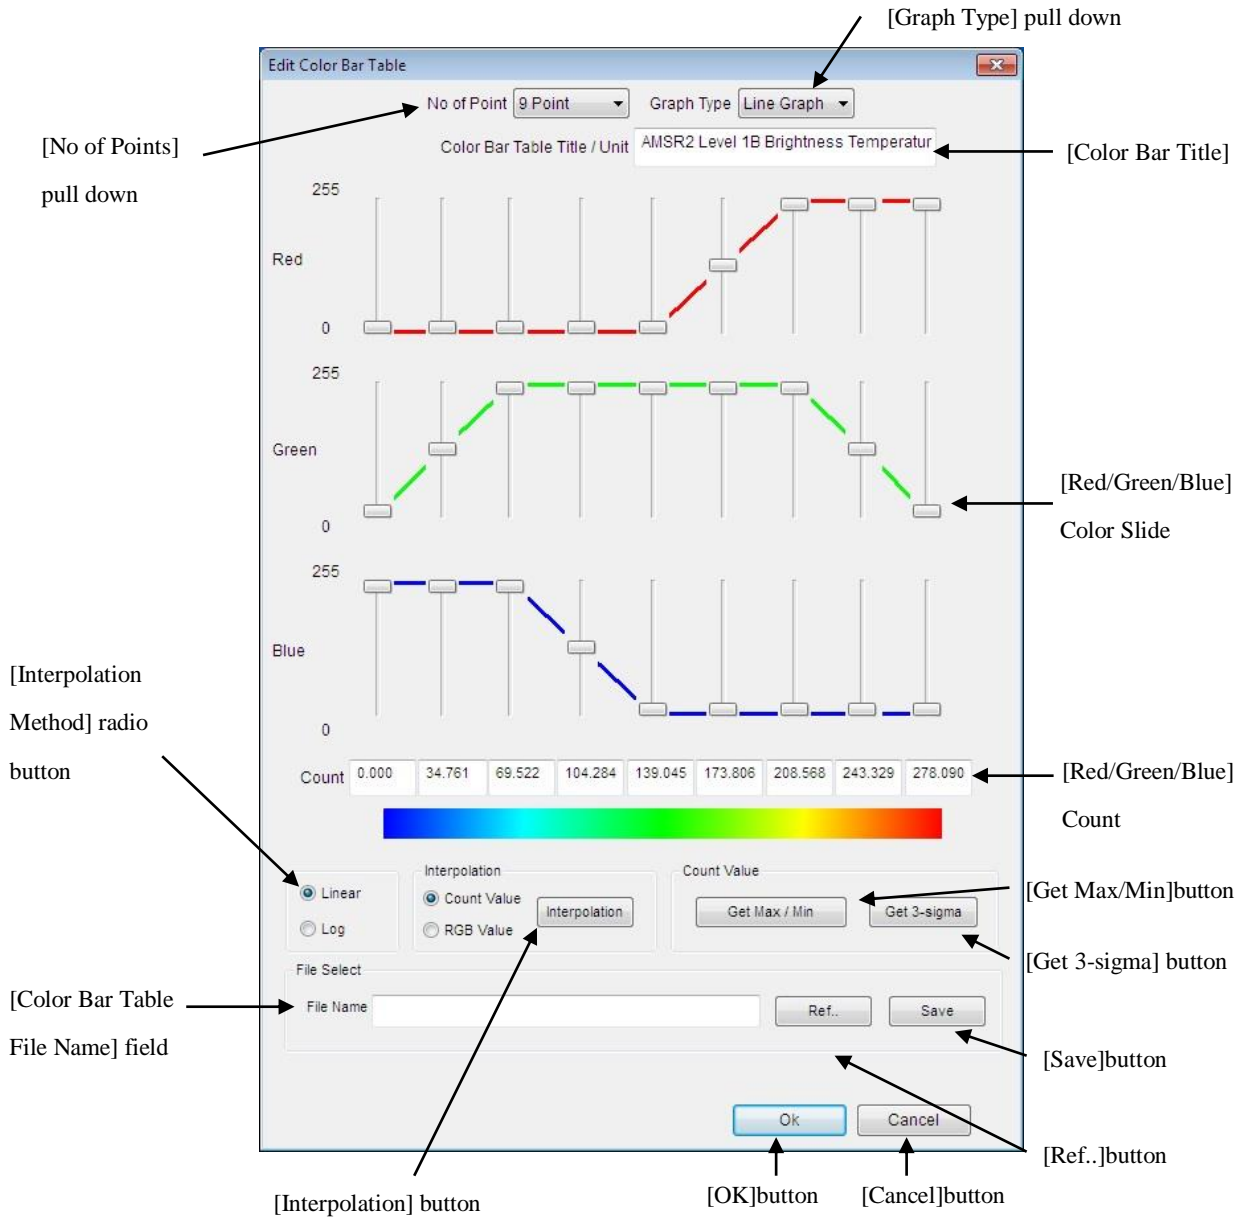 [Graph Type] pull down
Edit Color Bar Table
No of Point 9 Point Graph Type Line Graph
[No of Points]
pull down
Color Bar Table Title / Unit AMSR2 Level 1B Brightness Temperatur
[Color Bar Title]
255
Red
0
255
Green
0
[Red/Green/Blue]
Color Slide
255
Blue
0
[Interpolation
Method] radio
button
Count 0.000 34.761 69.522 104.284 139.045 173.806 208.568 243.329 278.090
[Red/Green/Blue]
Count
Linear
Log
Interpolation
Count Value
RGB Value
Interpolation
Count Value
Get Max / Min
Get 3-sigma
[Get Max/Min]button
[Get 3-sigma] button
File Select
File Name
Ref..
Save
[Color Bar Table
File Name] field
[Save]button
Ok
Cancel
[Ref..]button
[Interpolation] button
[OK]button
[Cancel]button